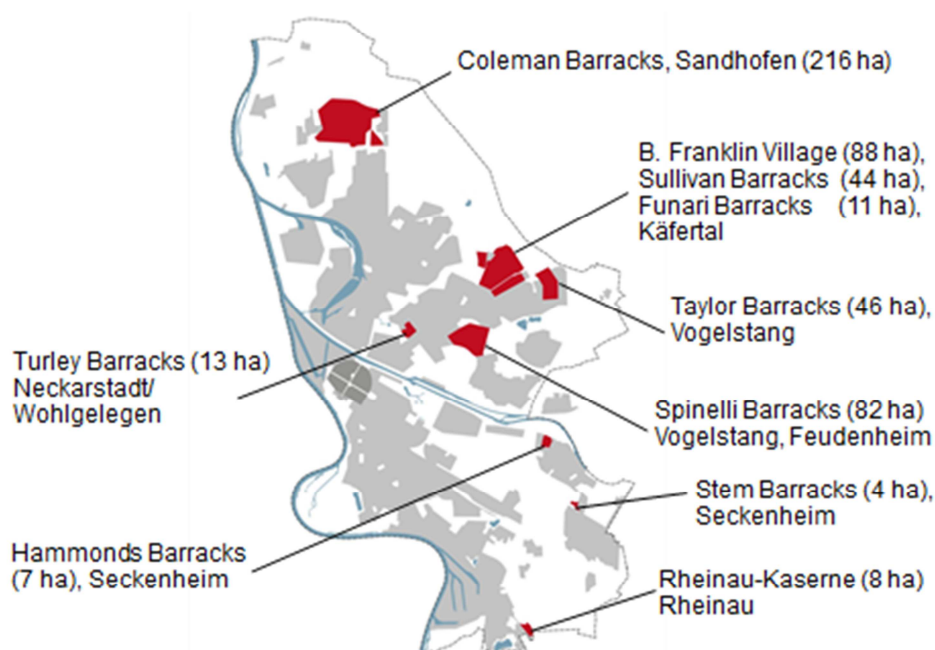 Coleman Barracks, Sandhofen (216 ha)
B. Franklin Village (88 ha),
Sullivan Barracks (44 ha),
Funari Barracks (11 ha),
Käfertal
Taylor Barracks (46 ha),
Vogelstang
Turley Barracks (13 ha)
Neckarstadt/
Wohlgelegen
Spinelli Barracks (82 ha)
Vogelstang, Feudenheim
Stem Barracks (4 ha),
Seckenheim
Hammonds Barracks
(7 ha), Seckenheim
Rheinau-Kaserne (8 ha)
Rheinau